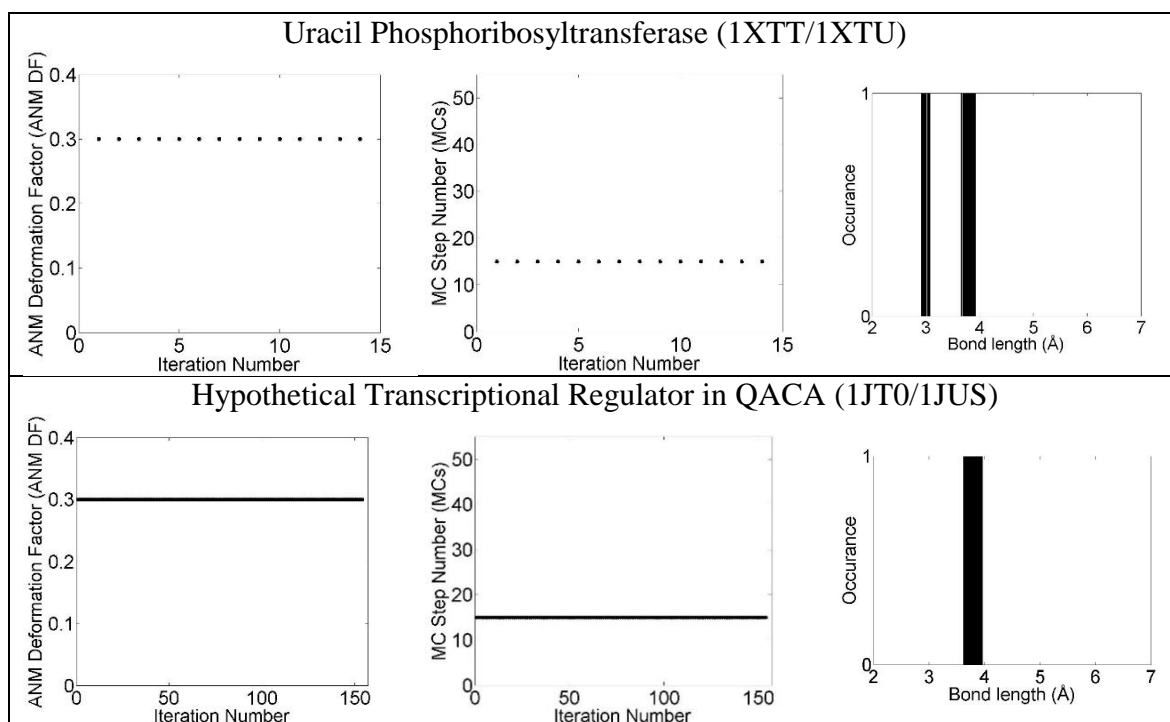 Uracil Phosphoribosyltransferase (1XTT/1XTU)
ANM Deformation Factor (ANM DF)
0.4
0.3
0.2
0.1
0
0 5 10 15
Iteration Number
MC Step Number (MCs)
50
40
30
20
10
0
0 5 10 15
Iteration Number
Occurance
1
0
2 3 4 5 6 7
Bond length (Å)
Hypothetical Transcriptional Regulator in QACA (1JT0/1JUS)
ANM Deformation Factor (ANM DF)
0.4
0.3
0.2
0.1
0
0 50 100 150
Iteration Number
MC Step Number (MCs)
50
40
30
20
10
0
0 50 100 150
Iteration Number
Occurance
1
0
2 3 4 5 6 7
Bond length (Å)